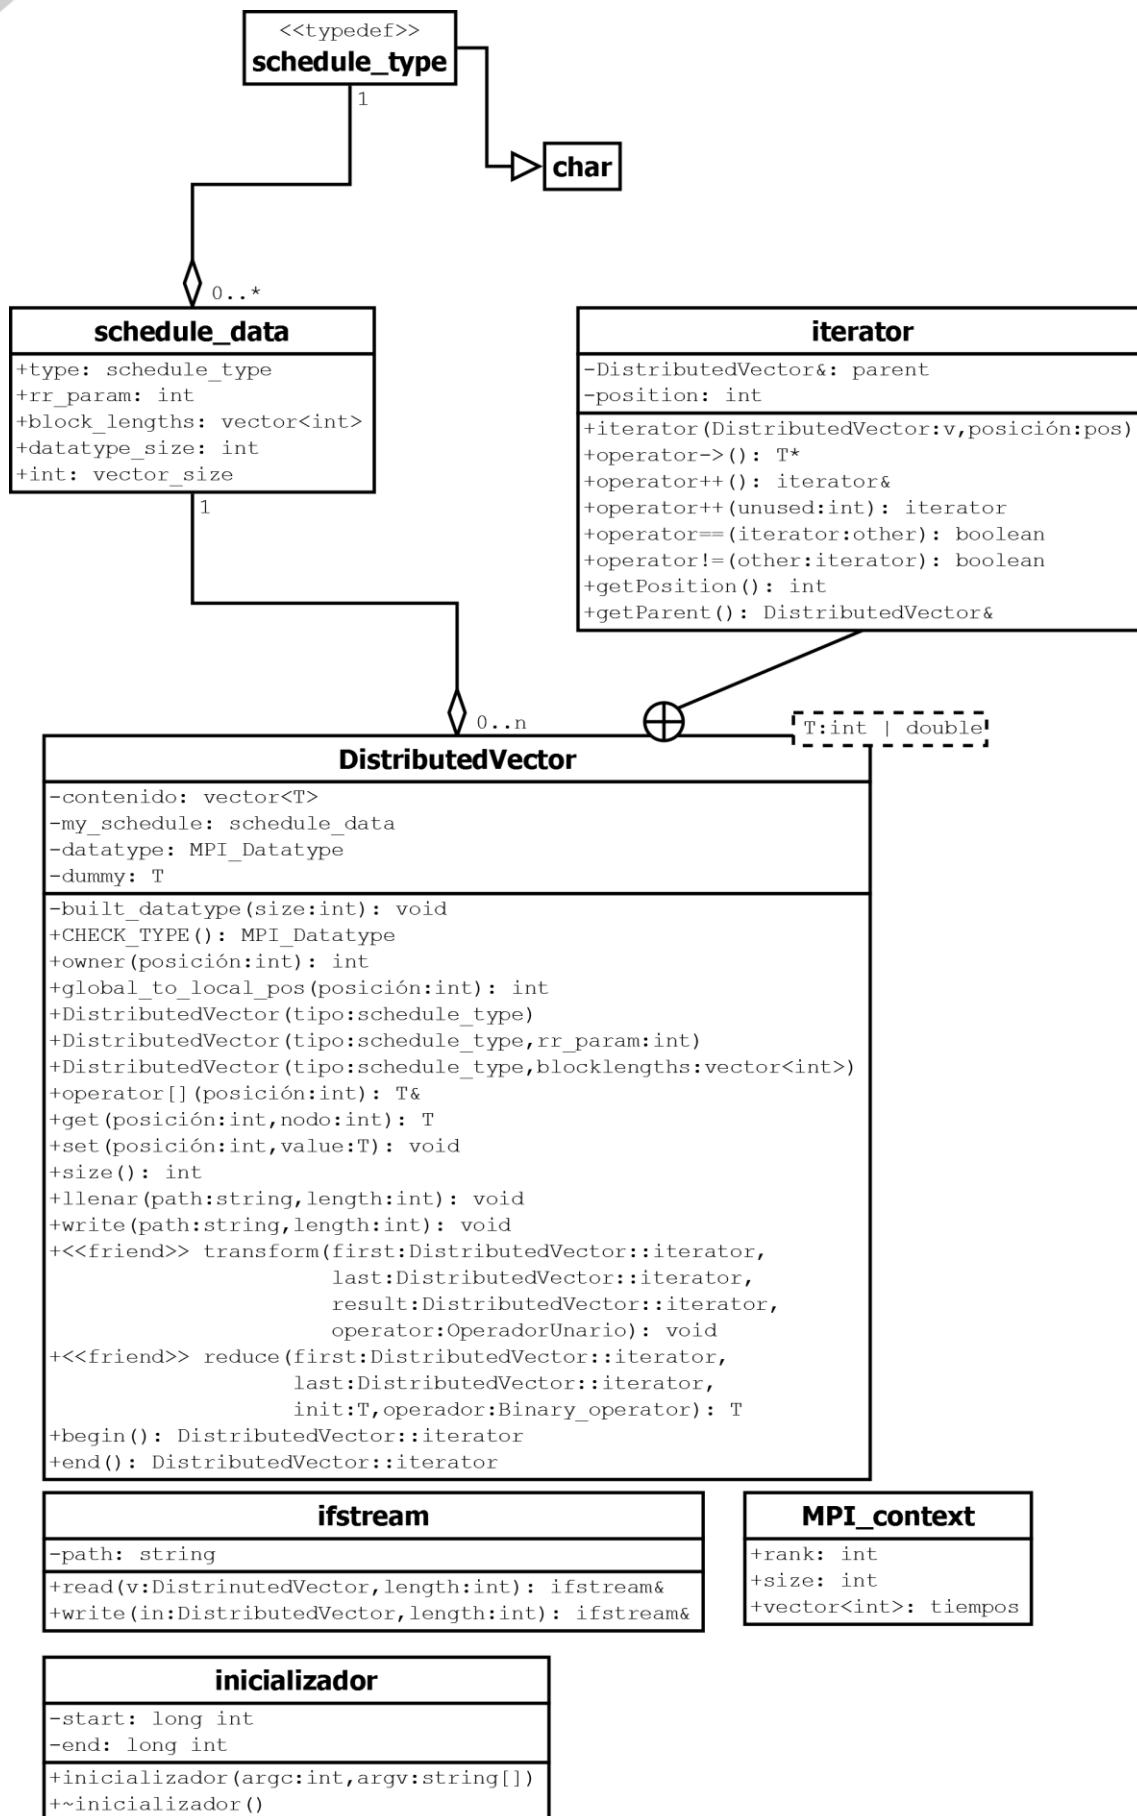 <<typedef>>
schedule_type
1
char
0..*
schedule_data
+type: schedule_type
+rr_param: int
+block_lengths: vector<int>
+datatype_size: int
+int: vector_size
1
iterator
-DistributedVector&: parent
-position: int
+iterator(DistributedVector:v,posición:pos)
+operator->(): T*
+operator++(): iterator&
+operator++(unused:int): iterator
+operator==(iterator:other): boolean
+operator!=(other:iterator): boolean
+getPosition(): int
+getParent(): DistributedVector&
0..n
T:int | double
DistributedVector
-contenido: vector<T>
-my_schedule: schedule_data
-datatype: MPI_Datatype
-dummy: T
-built_datatype(size:int): void
+CHECK_TYPE(): MPI_Datatype
+owner(posición:int): int
+global_to_local_pos(posición:int): int
+DistributedVector(tipo:schedule_type)
+DistributedVector(tipo:schedule_type,rr_param:int)
+DistributedVector(tipo:schedule_type,blocklengths:vector<int>)
+operator[](posición:int): T&
+get(posición:int,nodo:int): T
+set(posición:int,value:T): void
+size(): int
+llenar(path:string,length:int): void
+write(path:string,length:int): void
+<<friend>> transform(first:DistributedVector::iterator,
last:DistributedVector::iterator,
result:DistributedVector::iterator,
operator:OperadorUnario): void
+<<friend>> reduce(first:DistributedVector::iterator,
last:DistributedVector::iterator,
init:T,operador:Binary_operator): T
+begin(): DistributedVector::iterator
+end(): DistributedVector::iterator
ifstream
-path: string
+read(v:DistrinutedVector,length:int): ifstream&
+write(in:DistributedVector,length:int): ifstream&
MPI_context
+rank: int
+size: int
+vector<int>: tiempos
inicializador
-start: long int
-end: long int
+inicializador(argc:int,argv:string[])
+~inicializador()